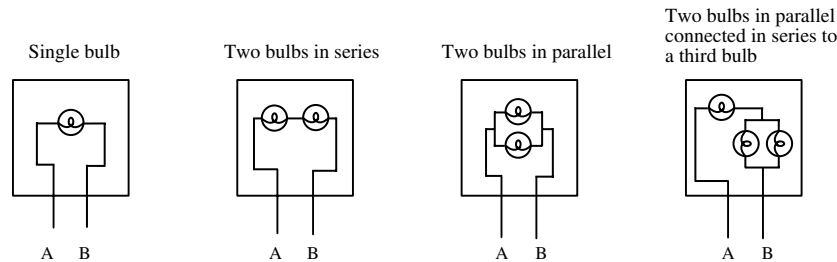 Single bulb
Two bulbs in series
Two bulbs in parallel
Two bulbs in parallel
connected in series to
a third bulb
A B
A B
A B
A B